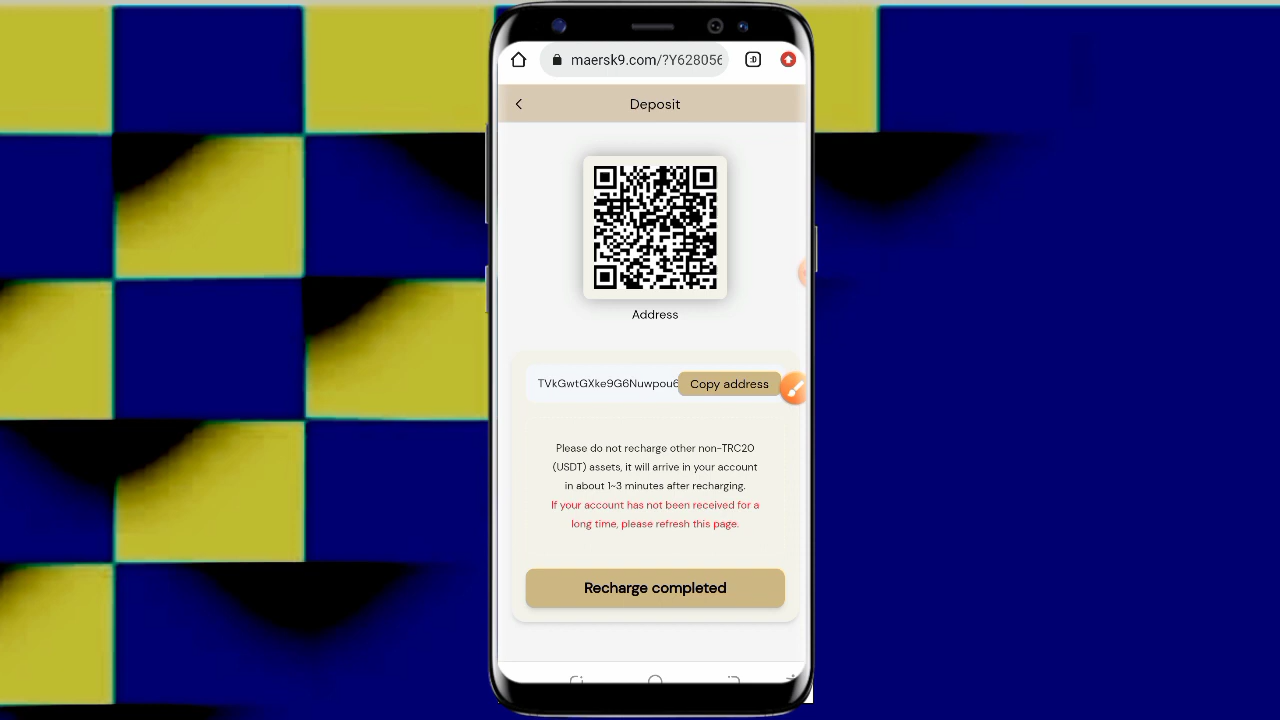 maersk9.com/?Y628056
:D
Deposit
Address
TVkGwtGXke9G6Nuwpou6
Copy address
Please do not recharge other non-TRC20
(USDT) assets, it will arrive in your account
in about 1~3 minutes after recharging.
If your account has not been received for a
long time, please refresh this page.
Recharge completed